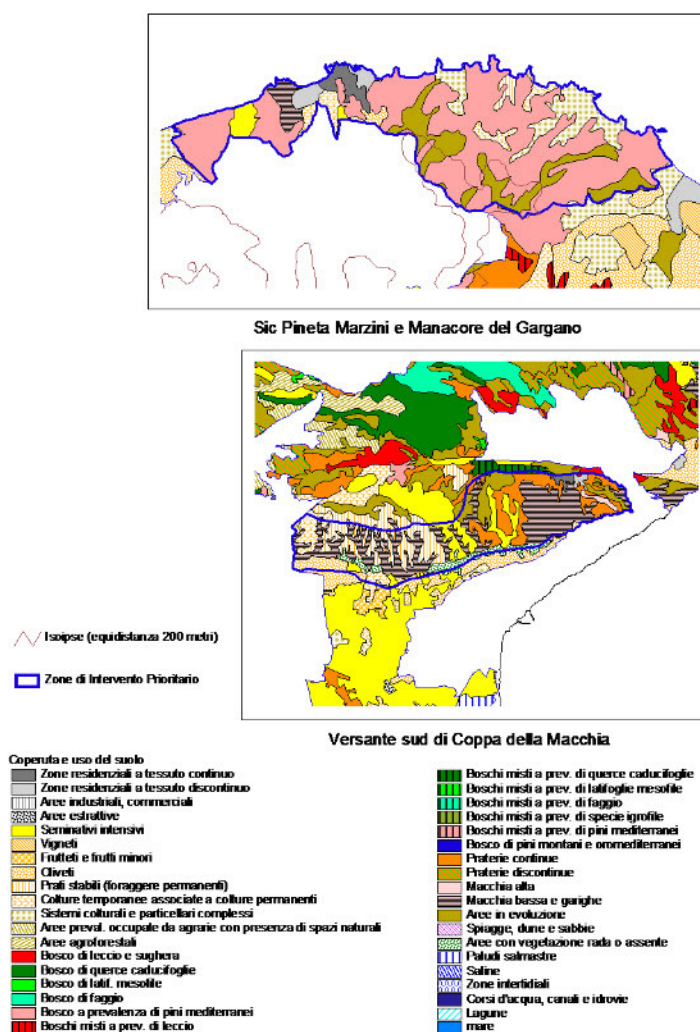 Sic Pineta Marzini e Manacore del Gargano
Isoipse (equidistanza 200 metri)
Zone di Intervento Prioritario
Versante sud di Coppa della Macchia
Coperuta e uso del suolo
Zone residenziali a tessuto continuo
Zone residenziali a tessuto discontinuo
Aree industriali, commerciali
Aree estrattive
Seminativi intensivi
Vigneti
Frutteti e frutti minori
Oliveti
Prati stabili (foraggere permanenti)
Colture temporanee associate a colture permanenti
Sistemi colturali e particellari complessi
Aree preval. occupate da agrarie con presenza di spazi naturali
Aree agroforestali
Bosco di leccio e sughera
Bosco di querce caducifoglie
Bosco di latif. mesofile
Bosco di faggio
Bosco a prevalenza di pini mediterranei
Boschi misti a prev. di leccio
Boschi misti a prev. di querce caducifoglie
Boschi misti a prev. di latifoglie mesofile
Boschi misti a prev. di faggio
Boschi misti a prev. di specie igrofile
Boschi misti a prev. di pini mediterranei
Bosco di pini montani e oromediterranei
Praterie continue
Praterie discontinue
Macchia alta
Macchia bassa e garighe
Aree in evoluzione
Spiagge, dune e sabbie
Aree con vegetazione rada o assente
Paludi salmastre
Saline
Zone intertidiali
Corsi d'acqua, canali e idrovie
Lagune
mare